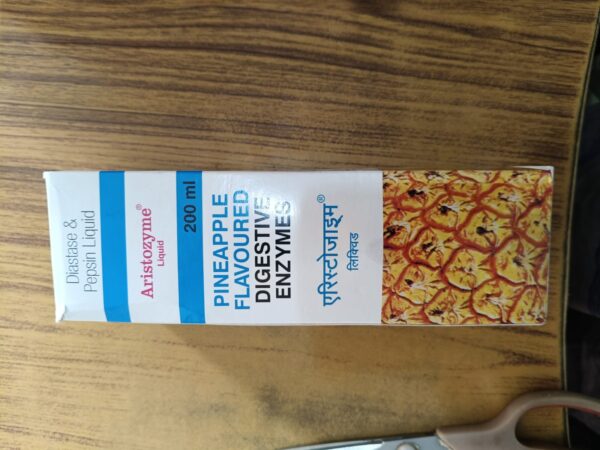 Diastase &
Pepsin Liquid
Aristozyme®
Liquid
200 ml
PINEAPPLE
FLAVOURED
DIGESTIVE
ENZYMES
एरिस्टोज़ाइम®
लिक्विड